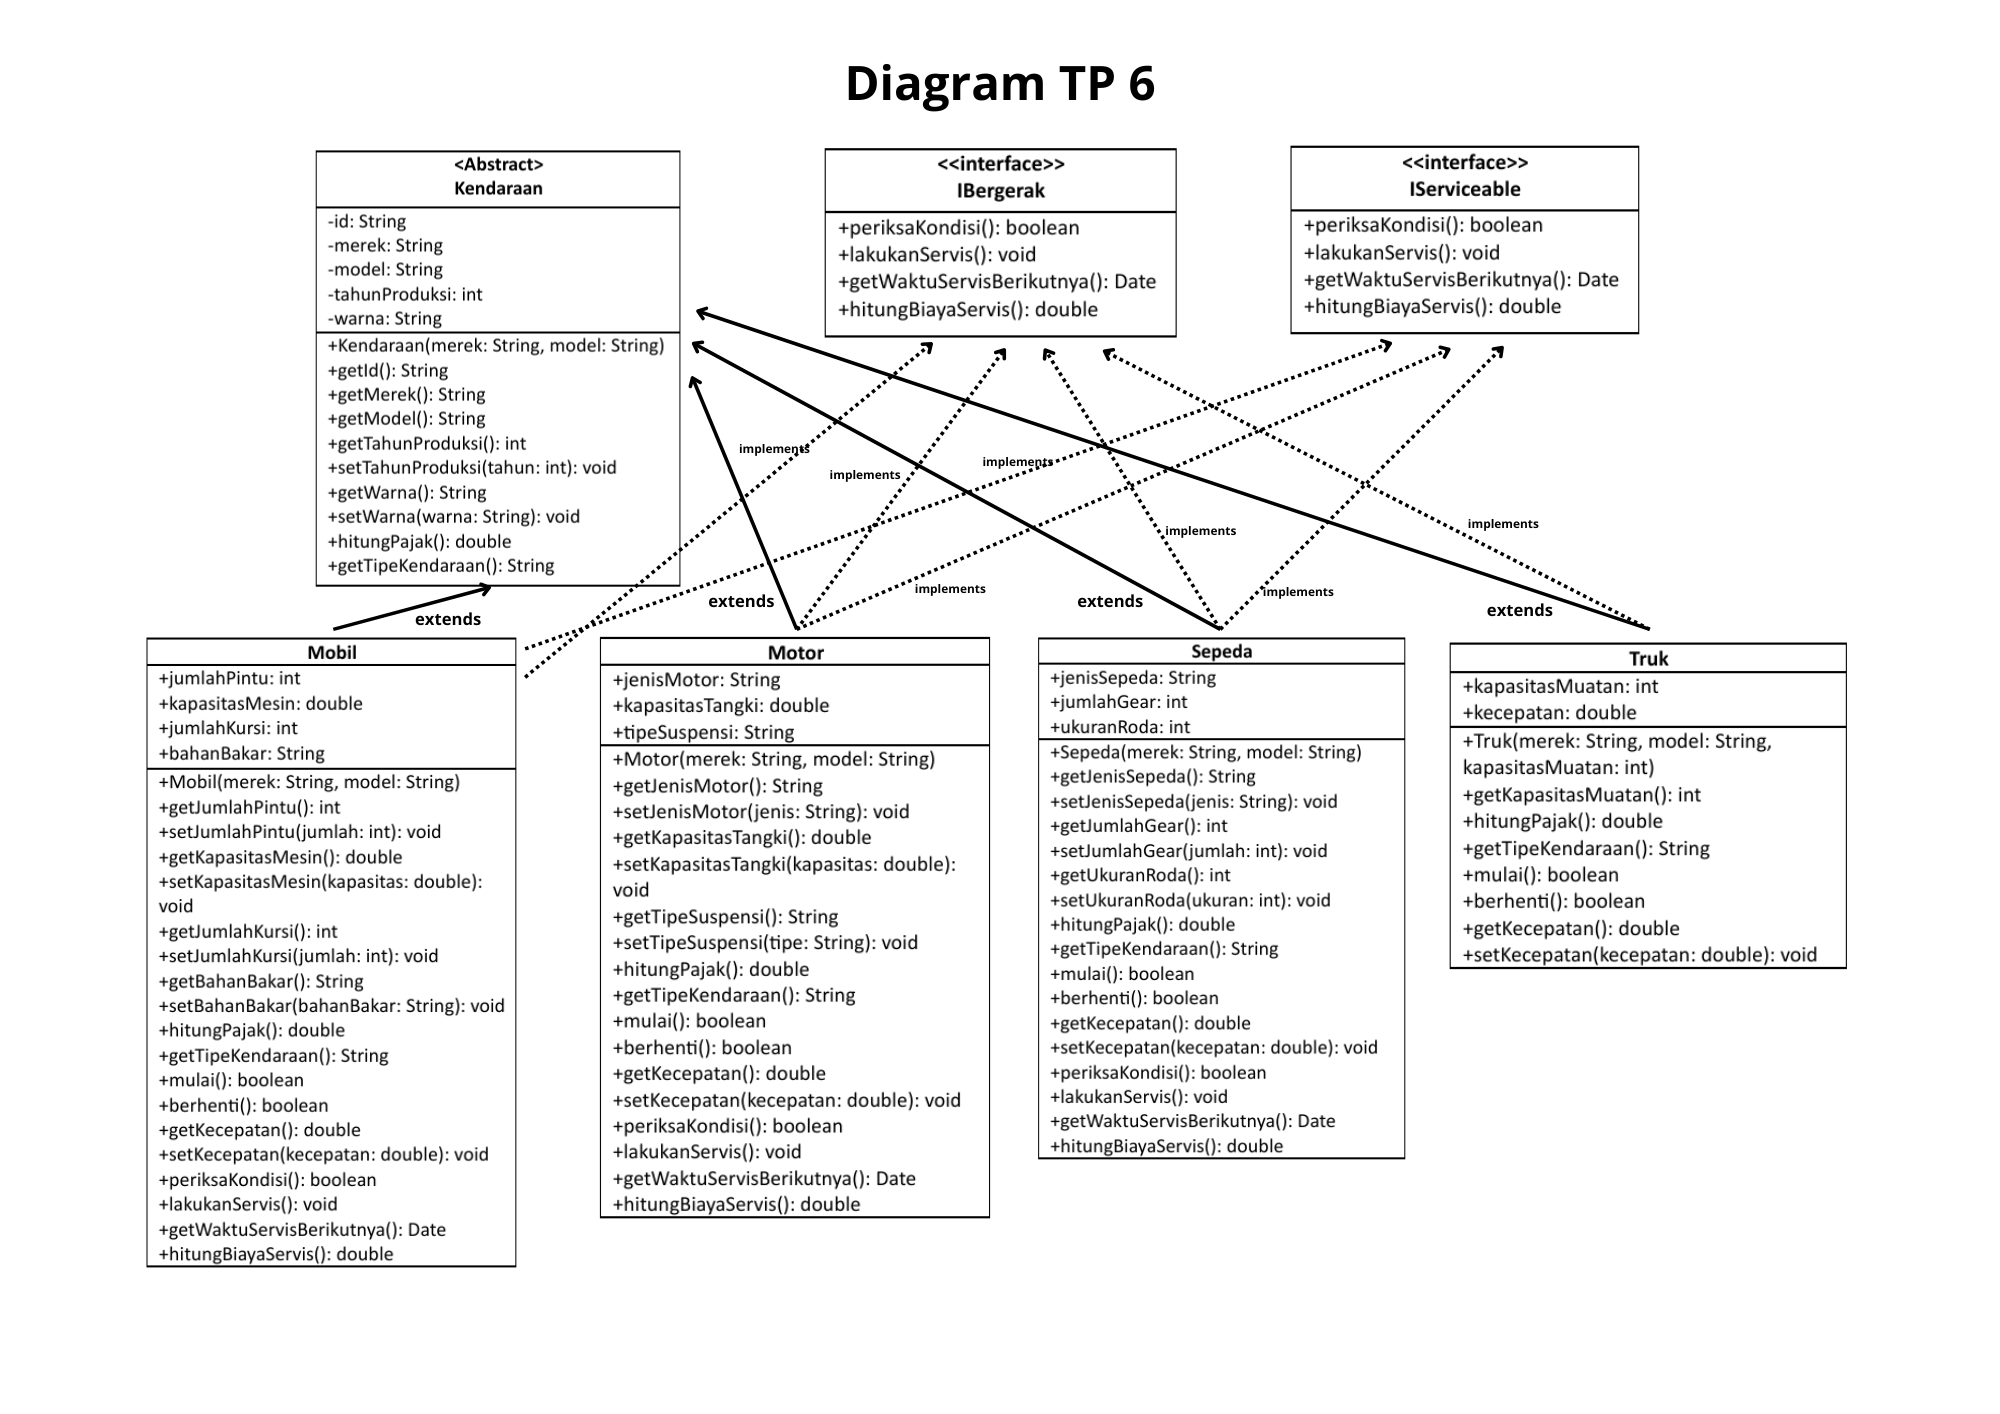 Diagram TP 6
<Abstract>
Kendaraan
-id: String
-merek: String
-model: String
-tahunProduksi: int
-warna: String
+Kendaraan(merek: String, model: String)
+getId(): String
+getMerek(): String
+getModel(): String
+getTahunProduksi(): int
+setTahunProduksi(tahun: int): void
+getWarna(): String
+setWarna(warna: String): void
+hitungPajak(): double
+getTipeKendaraan(): String
<<interface>>
IBergerak
+periksaKondisi(): boolean
+lakukanServis(): void
+getWaktuServisBerikutnya(): Date
+hitungBiayaServis(): double
<<interface>>
IServiceable
+periksaKondisi(): boolean
+lakukanServis(): void
+getWaktuServisBerikutnya(): Date
+hitungBiayaServis(): double
implements
implements
implements
implements
implements
implements
implements
extends
extends
extends
extends
Mobil
+jumlahPintu: int
+kapasitasMesin: double
+jumlahKursi: int
+bahanBakar: String
+Mobil(merek: String, model: String)
+getJumlahPintu(): int
+setJumlahPintu(jumlah: int): void
+getKapasitasMesin(): double
+setKapasitasMesin(kapasitas: double):
void
+getJumlahKursi(): int
+setJumlahKursi(jumlah: int): void
+getBahanBakar(): String
+setBahanBakar(bahanBakar: String): void
+hitungPajak(): double
+getTipeKendaraan(): String
+mulai(): boolean
+berhenti(): boolean
+getKecepatan(): double
+setKecepatan(kecepatan: double): void
+periksaKondisi(): boolean
+lakukanServis(): void
+getWaktuServisBerikutnya(): Date
+hitungBiayaServis(): double
Motor
+jenisMotor: String
+kapasitasTangki: double
+tipeSuspensi: String
+Motor(merek: String, model: String)
+getJenisMotor(): String
+setJenisMotor(jenis: String): void
+getKapasitasTangki(): double
+setKapasitasTangki(kapasitas: double):
void
+getTipeSuspensi(): String
+setTipeSuspensi(tipe: String): void
+hitungPajak(): double
+getTipeKendaraan(): String
+mulai(): boolean
+berhenti(): boolean
+getKecepatan(): double
+setKecepatan(kecepatan: double): void
+periksaKondisi(): boolean
+lakukanServis(): void
+getWaktuServisBerikutnya(): Date
+hitungBiayaServis(): double
Sepeda
+jenisSepeda: String
+jumlahGear: int
+ukuranRoda: int
+Sepeda(merek: String, model: String)
+getJenisSepeda(): String
+setJenisSepeda(jenis: String): void
+getJumlahGear(): int
+setJumlahGear(jumlah: int): void
+getUkuranRoda(): int
+setUkuranRoda(ukuran: int): void
+hitungPajak(): double
+getTipeKendaraan(): String
+mulai(): boolean
+berhenti(): boolean
+getKecepatan(): double
+setKecepatan(kecepatan: double): void
+periksaKondisi(): boolean
+lakukanServis(): void
+getWaktuServisBerikutnya(): Date
+hitungBiayaServis(): double
Truk
+kapasitasMuatan: int
+kecepatan: double
+Truk(merek: String, model: String,
kapasitasMuatan: int)
+getKapasitasMuatan(): int
+hitungPajak(): double
+getTipeKendaraan(): String
+mulai(): boolean
+berhenti(): boolean
+getKecepatan(): double
+setKecepatan(kecepatan: double): void